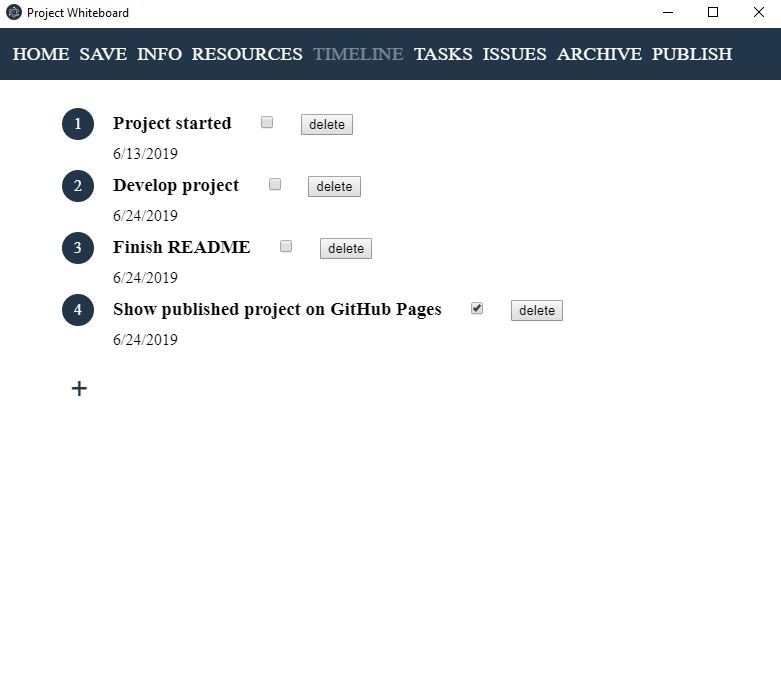 Project Whiteboard
HOME SAVE INFO RESOURCES TIMELINE TASKS ISSUES ARCHIVE PUBLISH
1 Project started delete
6/13/2019
2 Develop project delete
6/24/2019
3 Finish README delete
6/24/2019
4 Show published project on GitHub Pages delete
6/24/2019
+